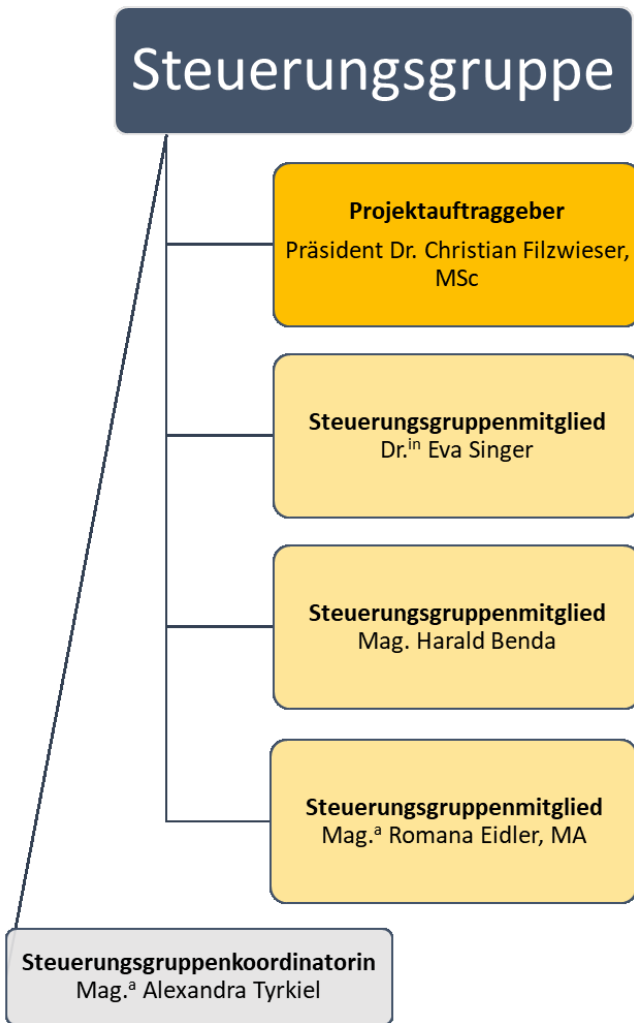 Steuerungsgruppe
Projektauftraggeber
Präsident Dr. Christian Filzwieser,
MSc
Steuerungsgruppenmitglied
Dr.ⁱⁿ Eva Singer
Steuerungsgruppenmitglied
Mag. Harald Benda
Steuerungsgruppenmitglied
Mag.ᵃ Romana Eidler, MA
Steuerungsgruppenkoordinatorin
Mag.ᵃ Alexandra Tyrkiel